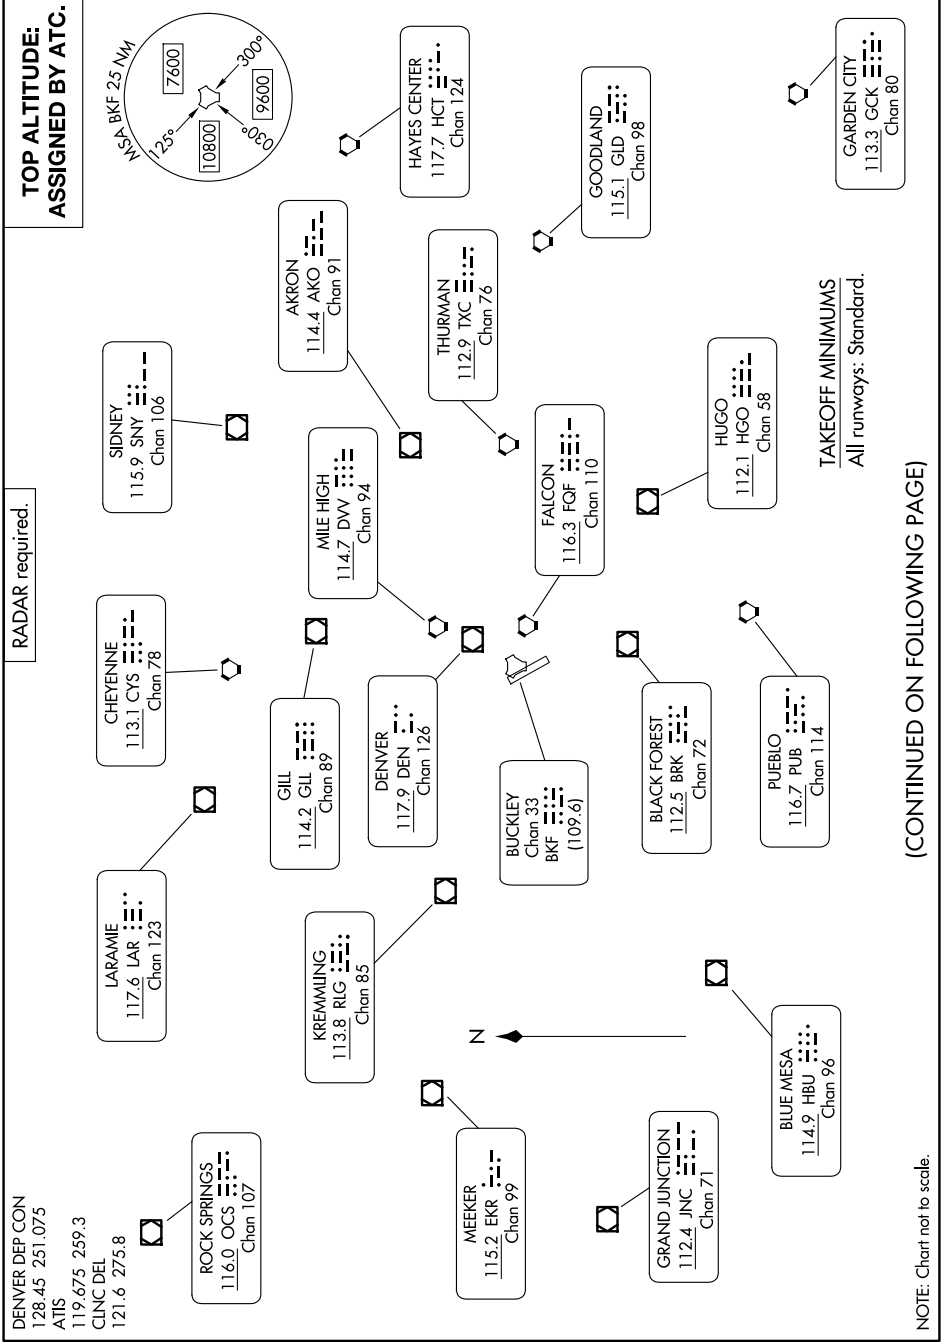 TOP ALTITUDE:
ASSIGNED BY ATC.
RADAR required.
DENVER DEP CON
128.45 251.075
ATIS
119.675 259.3
CLNC DEL
121.6 275.8
MSA BKF 25 NM
125°
7600
300°
10800
9600
030°
ROCK SPRINGS
116.0 OCS
Chan 107
LARAMIE
117.6 LAR
Chan 123
CHEYENNE
113.1 CYS
Chan 78
SIDNEY
115.9 SNY
Chan 106
GILL
114.2 GLL
Chan 89
AKRON
114.4 AKO
Chan 91
HAYES CENTER
117.7 HCT
Chan 124
KREMMLING
113.8 RLG
Chan 85
MILE HIGH
114.7 DVV
Chan 94
DENVER
117.9 DEN
Chan 126
THURMAN
112.9 TXC
Chan 76
MEEKER
115.2 EKR
Chan 99
N
BUCKLEY
Chan 33
BKF
(109.6)
FALCON
116.3 FQF
Chan 110
GOODLAND
115.1 GLD
Chan 98
GRAND JUNCTION
112.4 JNC
Chan 71
BLACK FOREST
112.5 BRK
Chan 72
HUGO
112.1 HGO
Chan 58
BLUE MESA
114.9 HBU
Chan 96
PUEBLO
116.7 PUB
Chan 114
GARDEN CITY
113.3 GCK
Chan 80
TAKEOFF MINIMUMS
All runways: Standard.
NOTE: Chart not to scale.
(CONTINUED ON FOLLOWING PAGE)